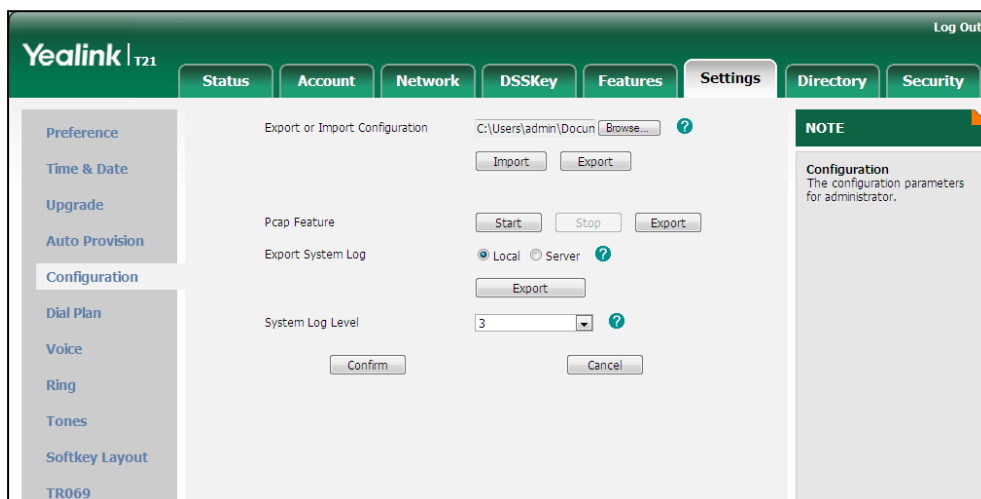 Log Out
Yealink | T21
Status Account Network DSSKey Features Settings Directory Security
Preference
Time & Date
Upgrade
Auto Provision
Configuration
Dial Plan
Voice
Ring
Tones
Softkey Layout
TR069
Export or Import Configuration C:\Users\admin\Docun Browse... ?
Import Export
Pcap Feature Start Stop Export
Export System Log Local Server ?
Export
System Log Level 3 ?
Confirm Cancel
NOTE
Configuration
The configuration parameters
for administrator.